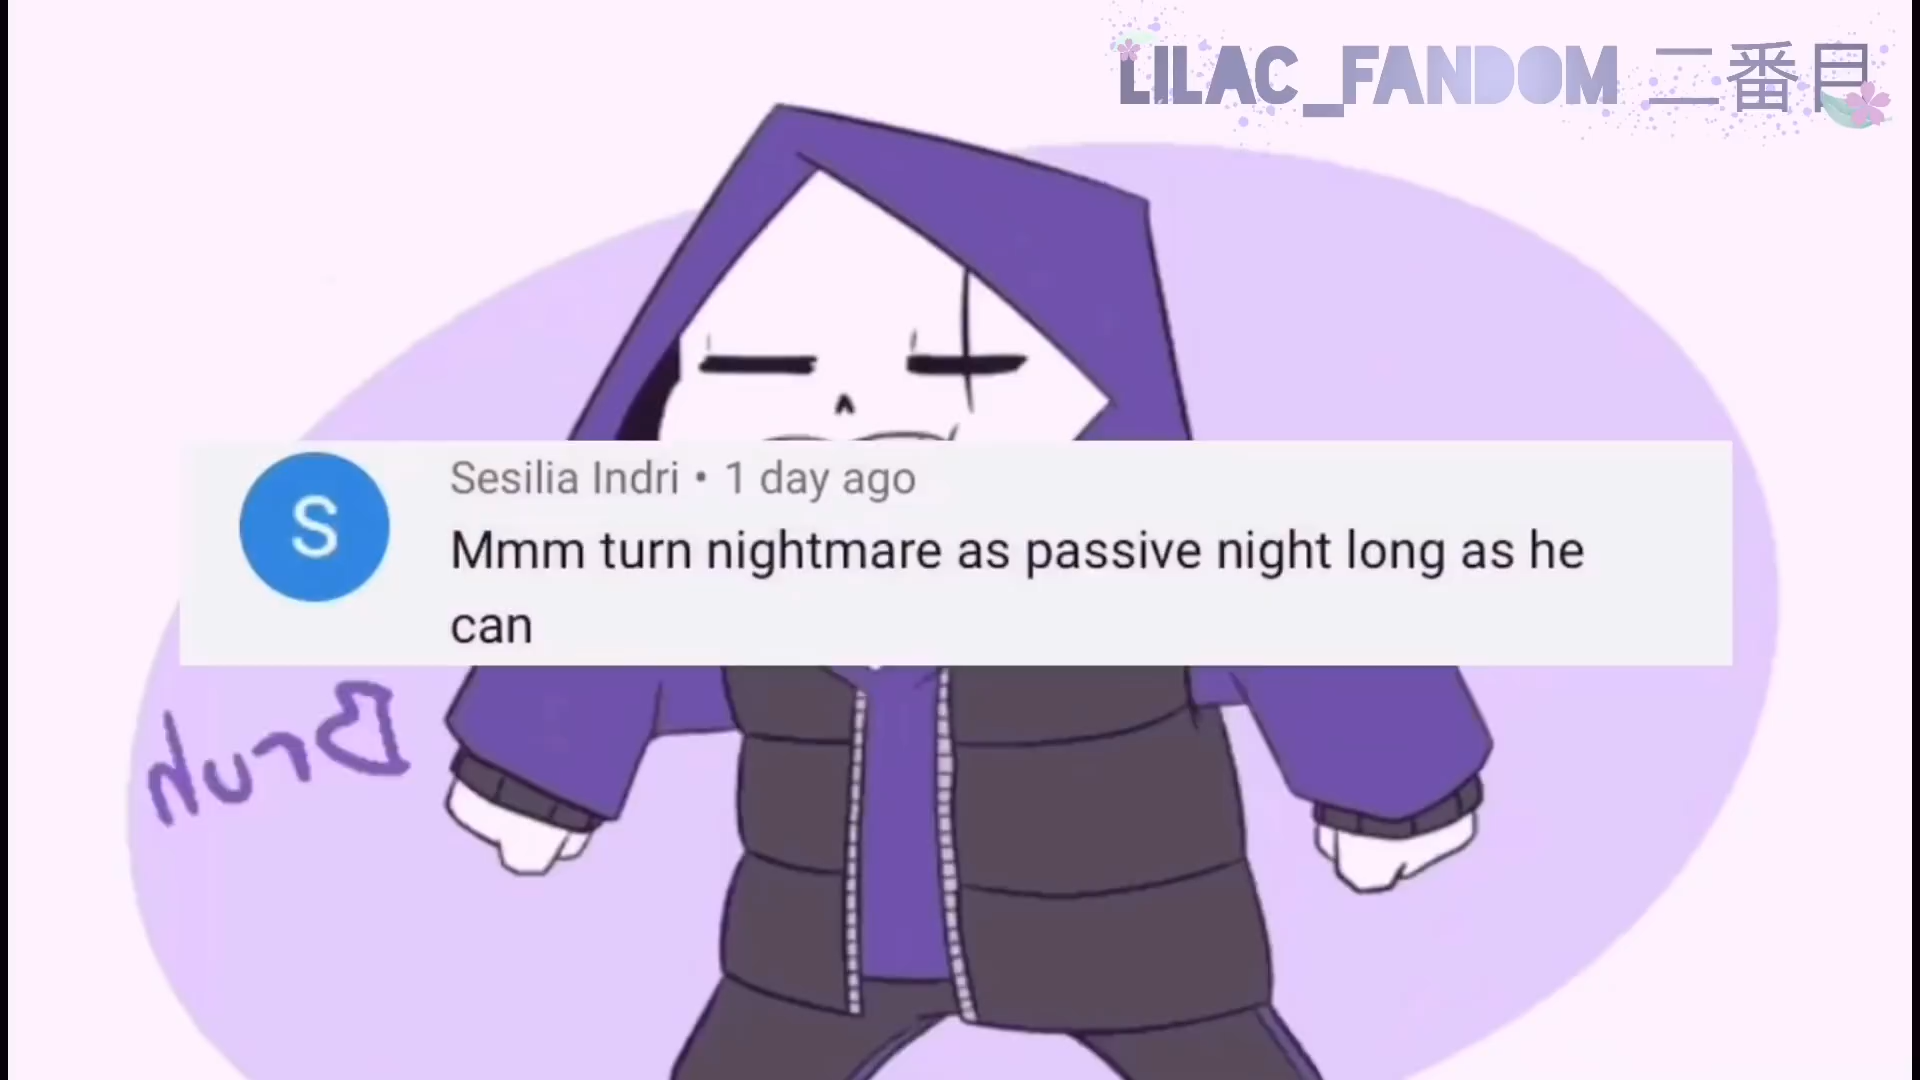 LILAC_FANDOM 二番目
Sesilia Indri • 1 day ago
Mmm turn nightmare as passive night long as he
can